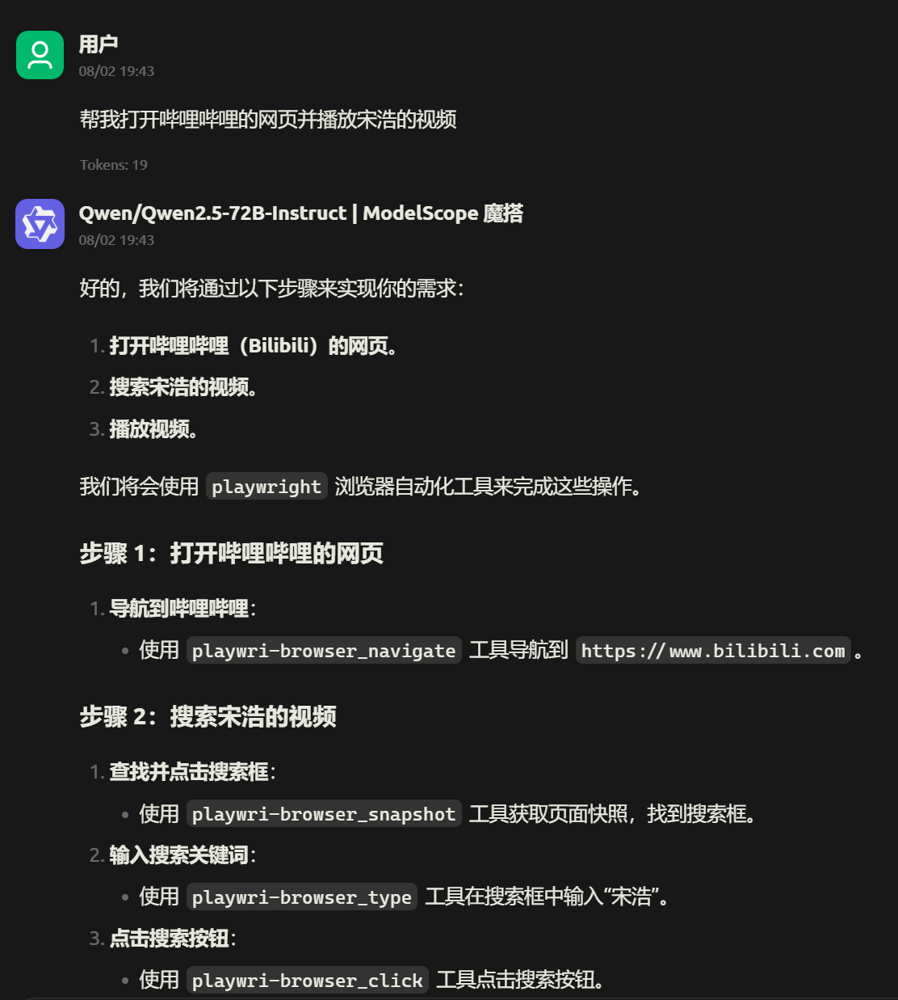 用户
08/02 19:43
帮我打开哔哩哔哩的网页并播放宋浩的视频
Tokens: 19
Qwen/Qwen2.5-72B-Instruct | ModelScope 魔搭
08/02 19:43
好的，我们将通过以下步骤来实现你的需求：
1. 打开哔哩哔哩（Bilibili）的网页。
2. 搜索宋浩的视频。
3. 播放视频。
我们将会使用 playwright 浏览器自动化工具来完成这些操作。
步骤 1：打开哔哩哔哩的网页
1. 导航到哔哩哔哩：
• 使用 playwri-browser_navigate 工具导航到 https://www.bilibili.com 。
步骤 2：搜索宋浩的视频
1. 查找并点击搜索框：
• 使用 playwri-browser_snapshot 工具获取页面快照，找到搜索框。
2. 输入搜索关键词：
• 使用 playwri-browser_type 工具在搜索框中输入“宋浩”。
3. 点击搜索按钮：
• 使用 playwri-browser_click 工具点击搜索按钮。